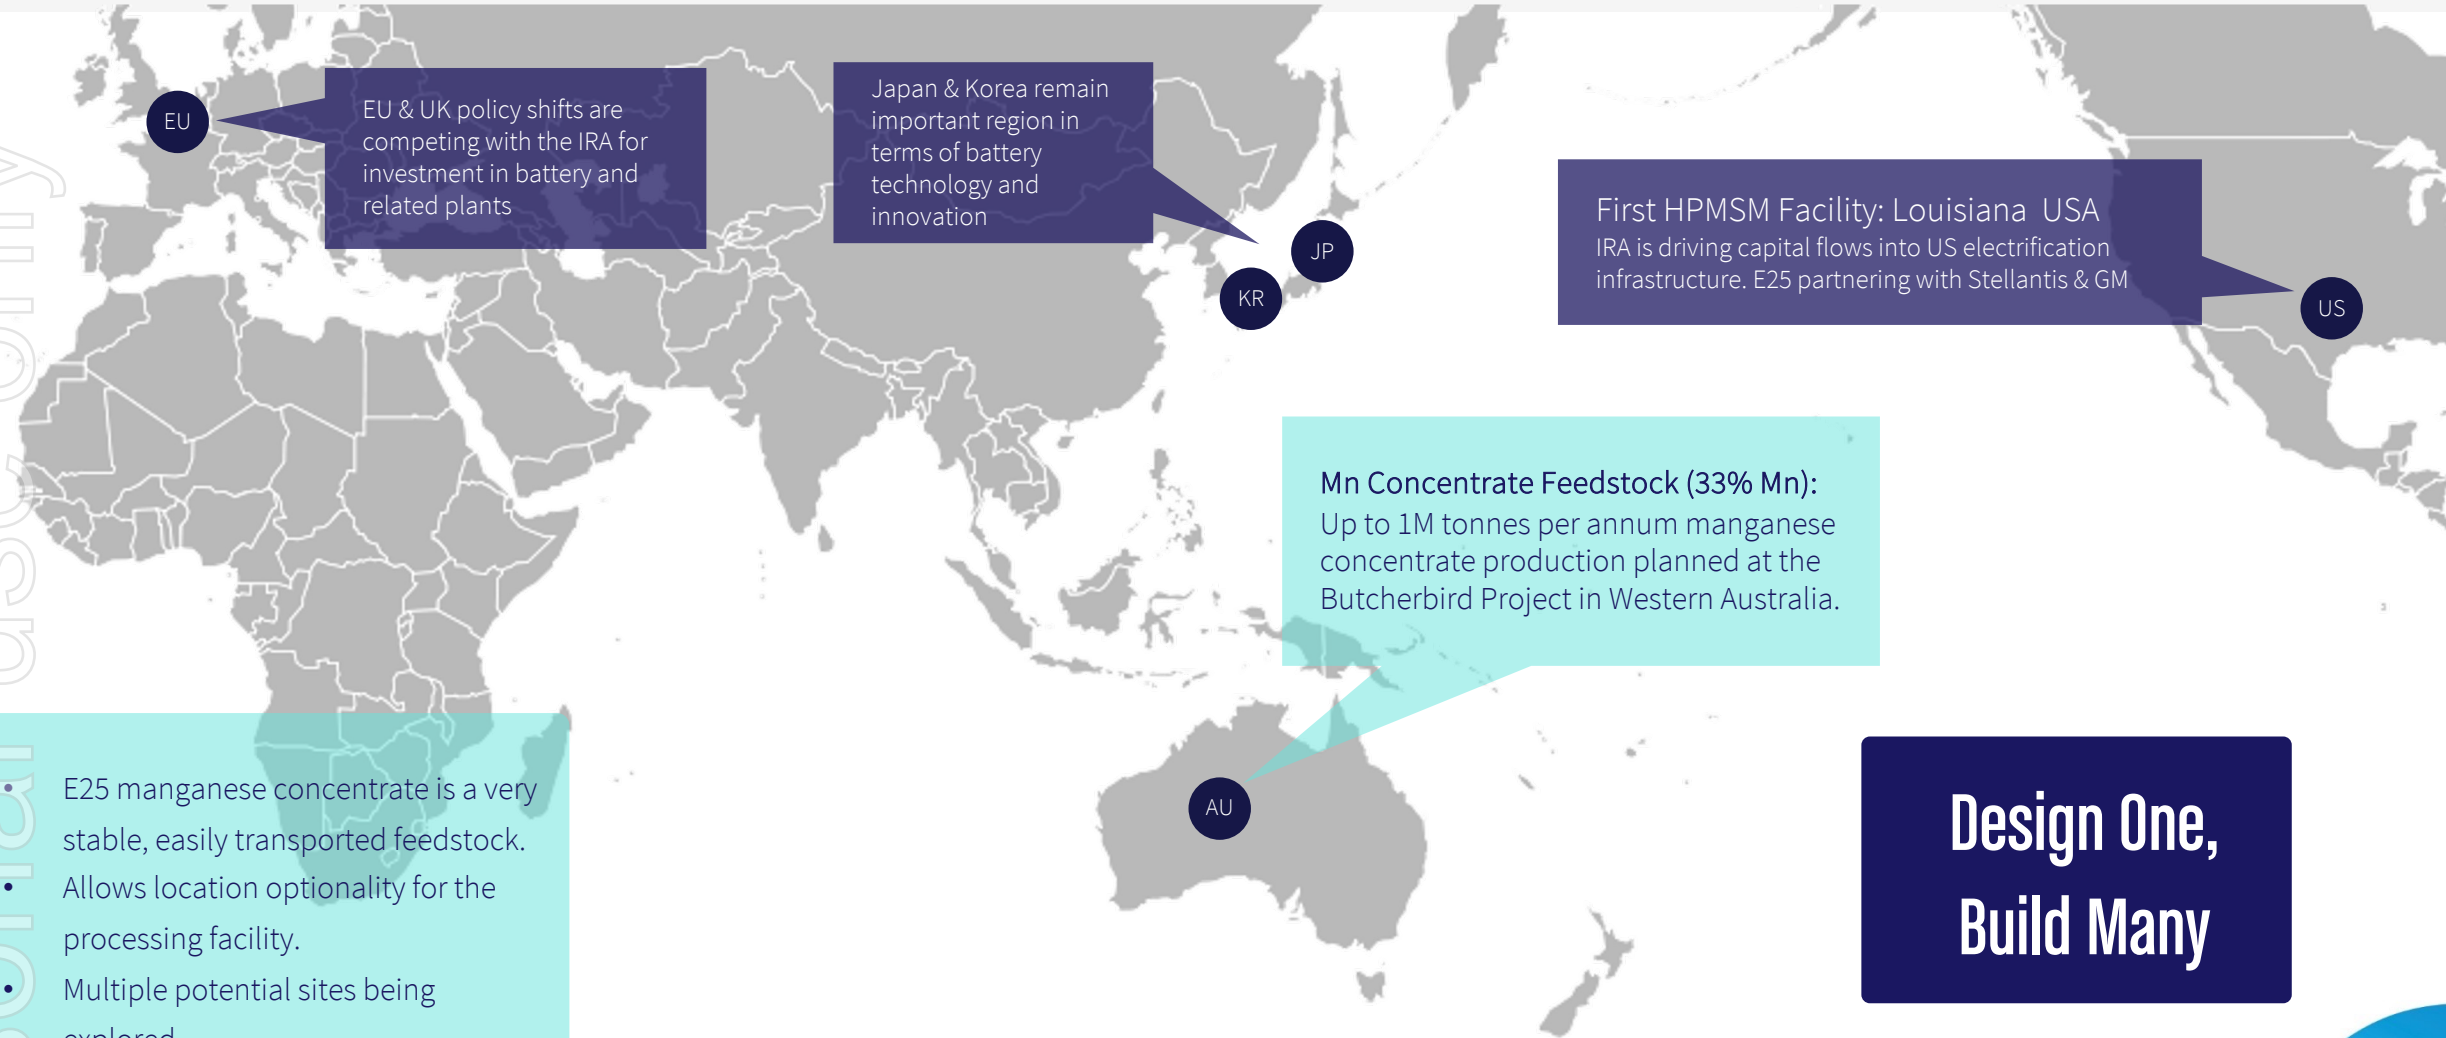 EU
EU & UK policy shifts are
competing with the IRA for
investment in battery and
related plants
Japan & Korea remain
important region in
terms of battery
technology and
innovation
JP
KR
First HPMSM Facility: Louisiana USA
IRA is driving capital flows into US electrification
infrastructure. E25 partnering with Stellantis & GM
US
Mn Concentrate Feedstock (33% Mn):
Up to 1M tonnes per annum manganese
concentrate production planned at the
Butcherbird Project in Western Australia.
AU
• E25 manganese concentrate is a very
stable, easily transported feedstock.
• Allows location optionality for the
processing facility.
• Multiple potential sites being
explored
Design One,
Build Many